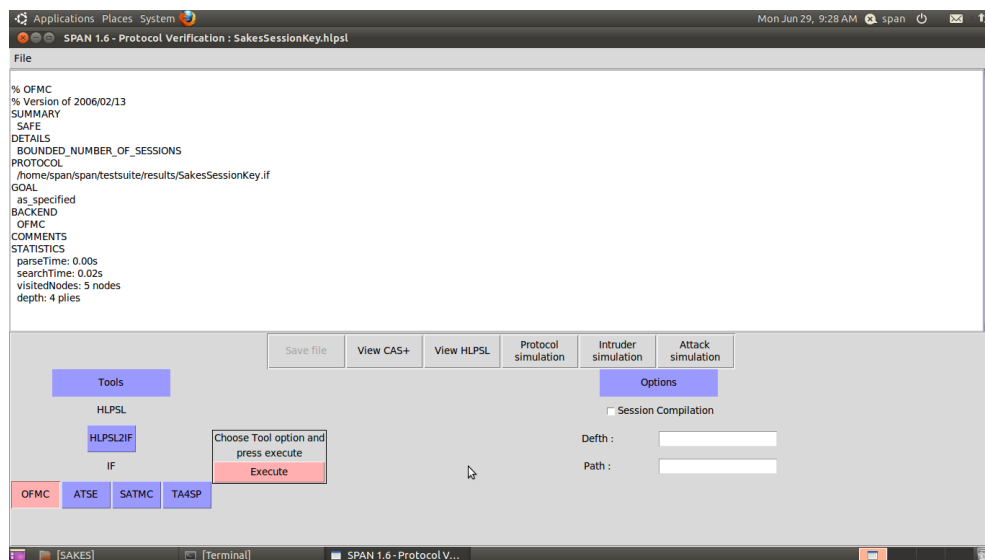 Applications Places System Mon Jun 29, 9:28 AM span
SPAN 1.6 - Protocol Verification : SakesSessionKey.hlpsl
File
% OFMC
% Version of 2006/02/13
SUMMARY
SAFE
DETAILS
BOUNDED_NUMBER_OF_SESSIONS
PROTOCOL
/home/span/span/testsuite/results/SakesSessionKey.if
GOAL
as_specified
BACKEND
OFMC
COMMENTS
STATISTICS
parseTime: 0.00s
searchTime: 0.02s
visitedNodes: 5 nodes
depth: 4 plies
Save file View CAS+ View HLPSL Protocol simulation Intruder simulation Attack simulation
Tools Options
HLPSL Session Compilation
HLPSL2IF Choose Tool option and press execute Defth :
IF Execute Path :
OFMC ATSE SATMC TA4SP
[SAKES] [Terminal] SPAN 1.6 - Protocol V...